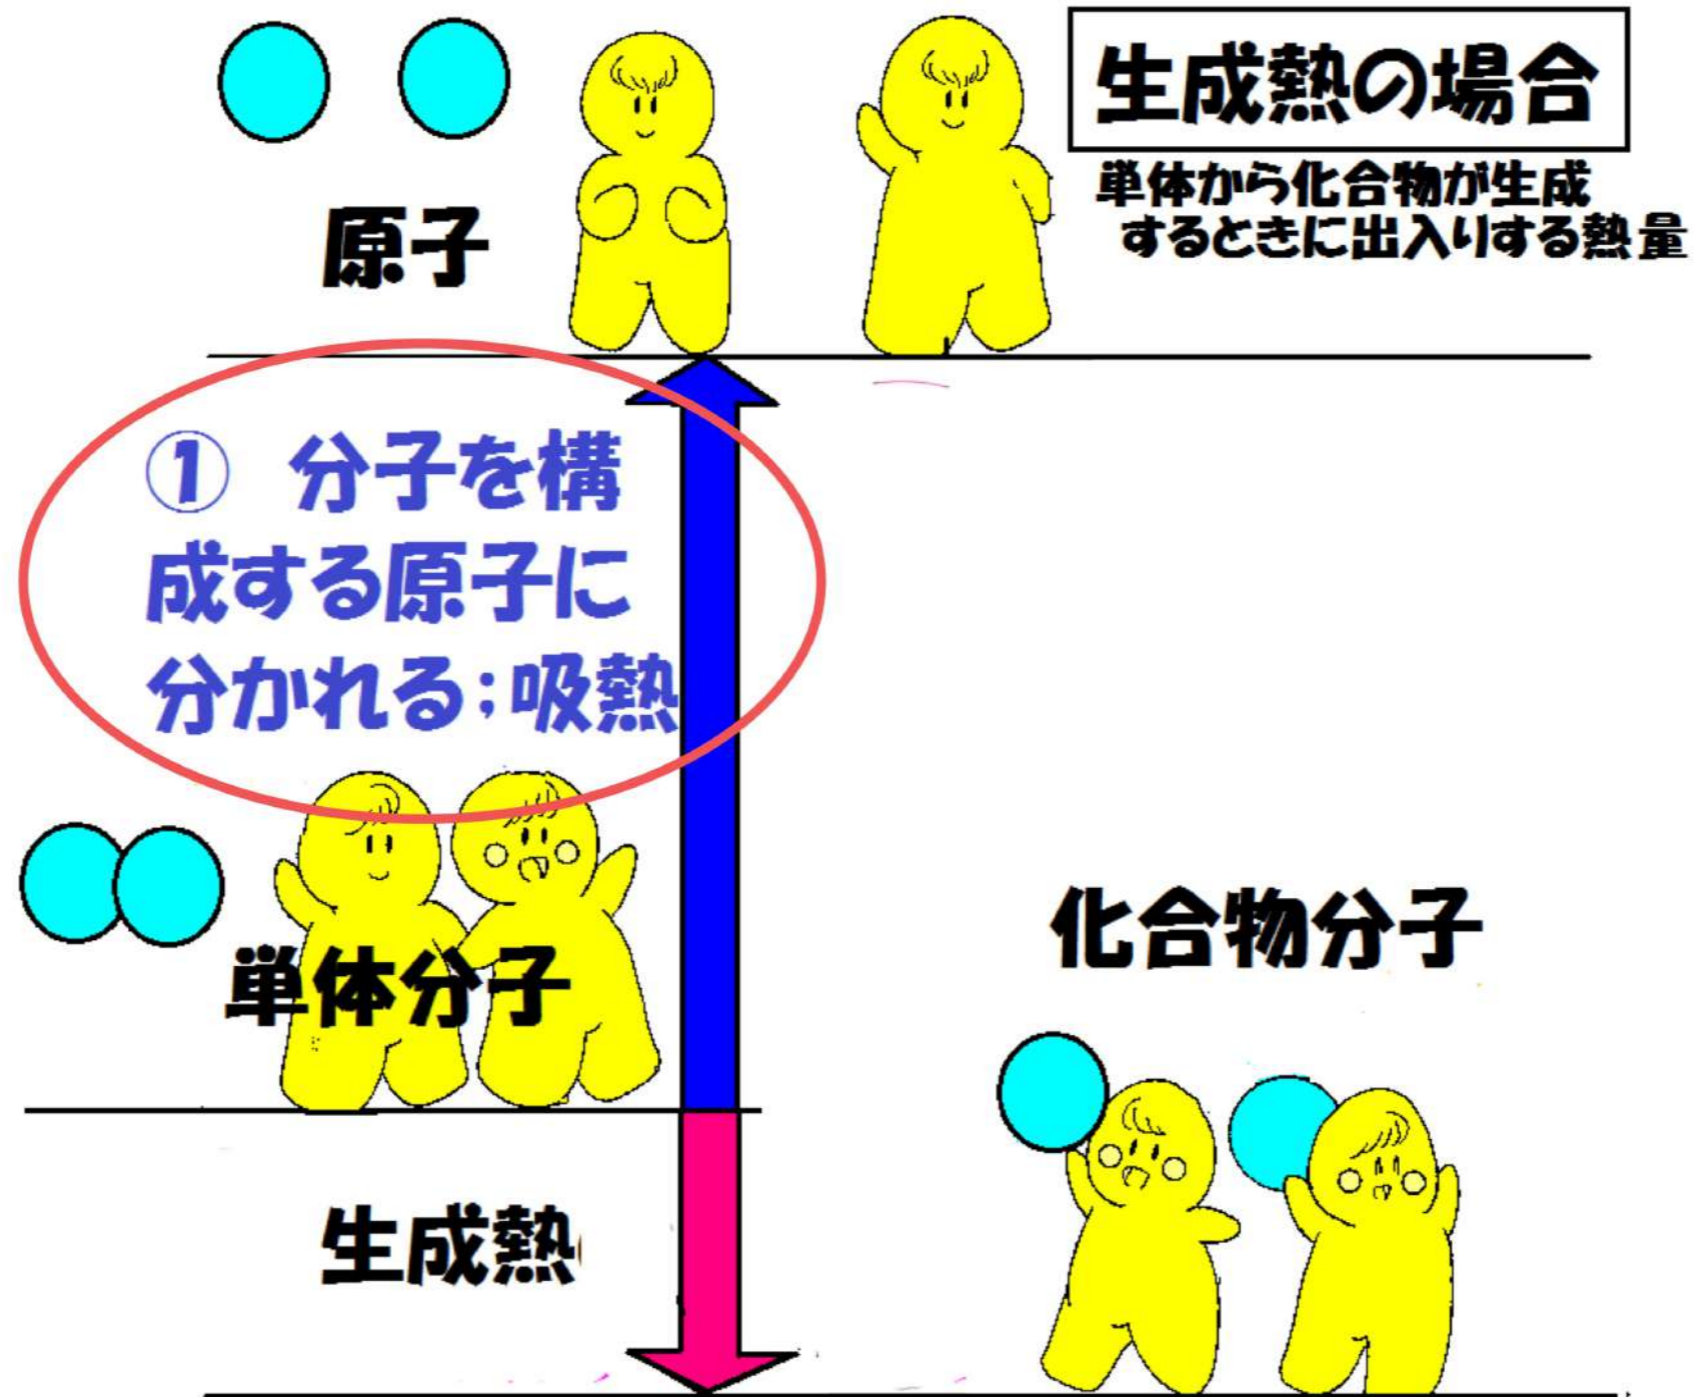 生成熱の場合
単体から化合物が生成
するときに出入りする熱量
原子
① 分子を構
成する原子に
分かれる;吸熱
単体分子
化合物分子
生成熱